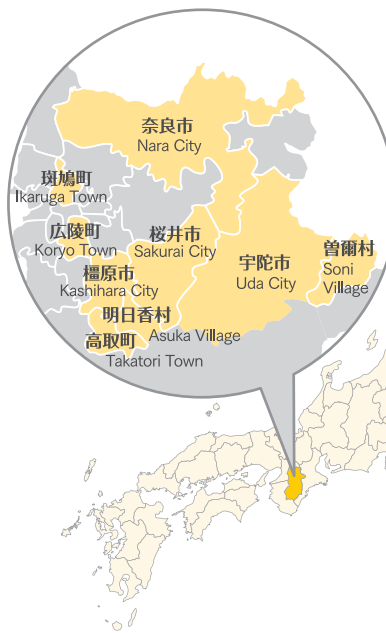 奈良市
Nara City
斑鳩町
Ikaruga Town
広陵町
Koryo Town
桜井市
Sakurai City
橿原市
Kashihara City
宇陀市
Uda City
曽爾村
Soni
Village
明日香村
Asuka Village
高取町
Takatori Town